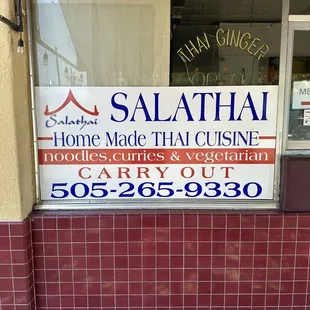 THAI GINGER
Salathai
SALATHAI
Home Made THAI CUISINE
noodles,curries & vegetarian
CARRY OUT
505-265-9330